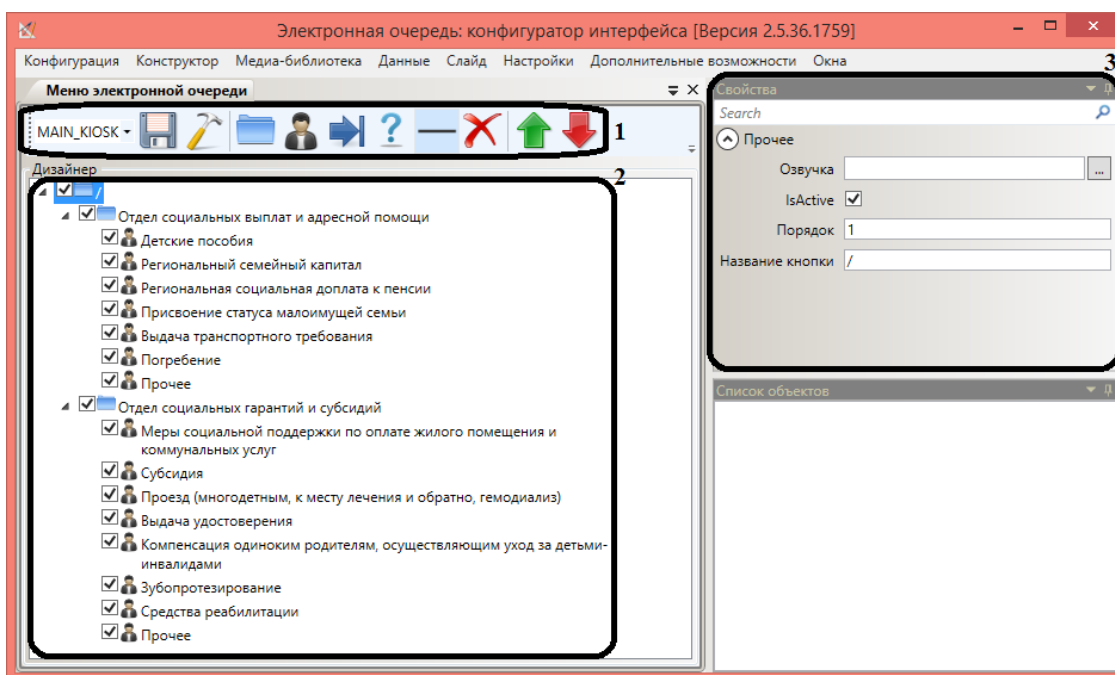 Электронная очередь: конфигуратор интерфейса [Версия 2.5.36.1759]
Конфигурация Конструктор Медиа-библиотека Данные Слайд Настройки Дополнительные возможности Окна
3
Меню электронной очереди
MAIN_KIOSK
1
Дизайнер
2
/
Отдел социальных выплат и адресной помощи
Детские пособия
Региональный семейный капитал
Региональная социальная доплата к пенсии
Присвоение статуса малоимущей семьи
Выдача транспортного требования
Погребение
Прочее
Отдел социальных гарантий и субсидий
Меры социальной поддержки по оплате жилого помещения и
коммунальных услуг
Субсидия
Проезд (многодетным, к месту лечения и обратно, гемодиализ)
Выдача удостоверения
Компенсация одиноким родителям, осуществляющим уход за детьми-
инвалидами
Зубопротезирование
Средства реабилитации
Прочее
Свойства
Search
Прочее
Озвучка
...
IsActive
Порядок 1
Название кнопки /
Список объектов